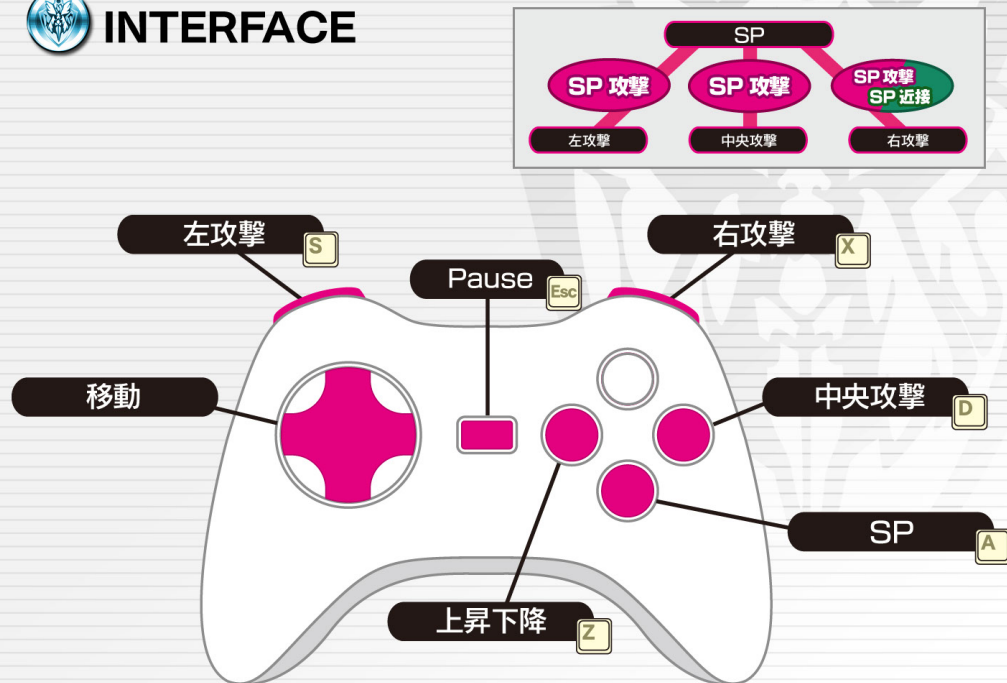 INTERFACE
SP
SP 攻撃
SP 攻撃
SP 攻撃
SP 近接
左攻撃
中央攻撃
右攻撃
左攻撃
S
右攻撃
X
Pause
Esc
移動
中央攻撃
D
SP
A
上昇下降
Z